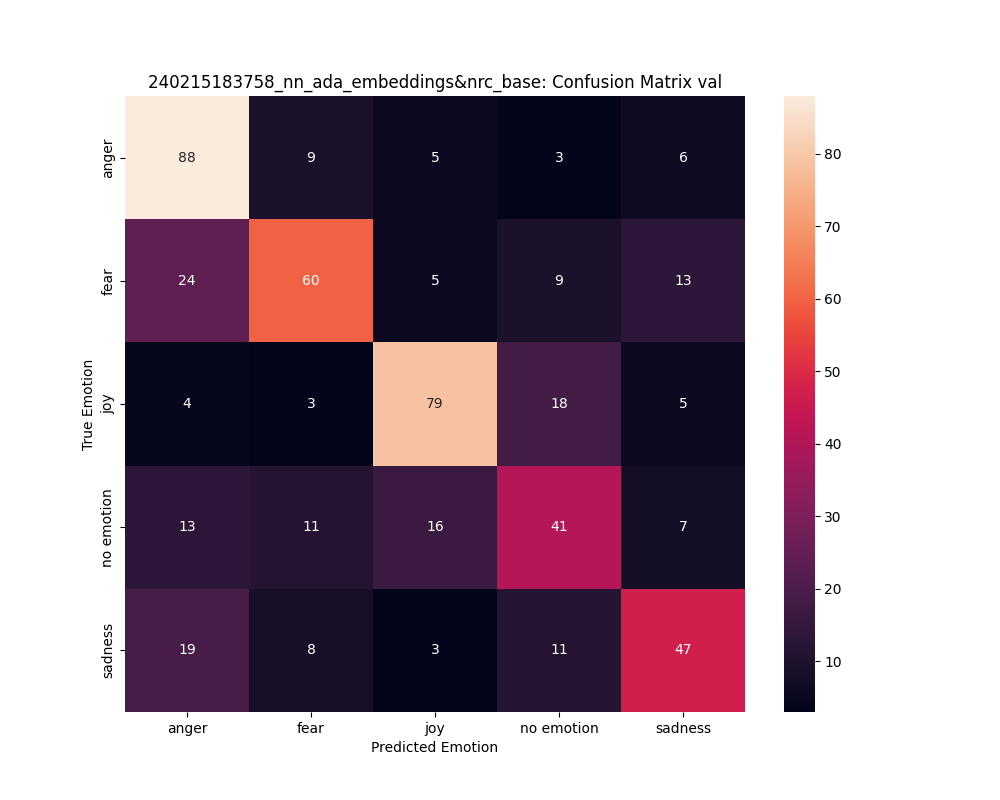 240215183758_nn_ada_embeddings&nrc_base: Confusion Matrix val
True Emotion
anger 88 9 5 3 6
fear 24 60 5 9 13
joy 4 3 79 18 5
no emotion 13 11 16 41 7
sadness 19 8 3 11 47
anger fear joy no emotion sadness
Predicted Emotion
80
70
60
50
40
30
20
10